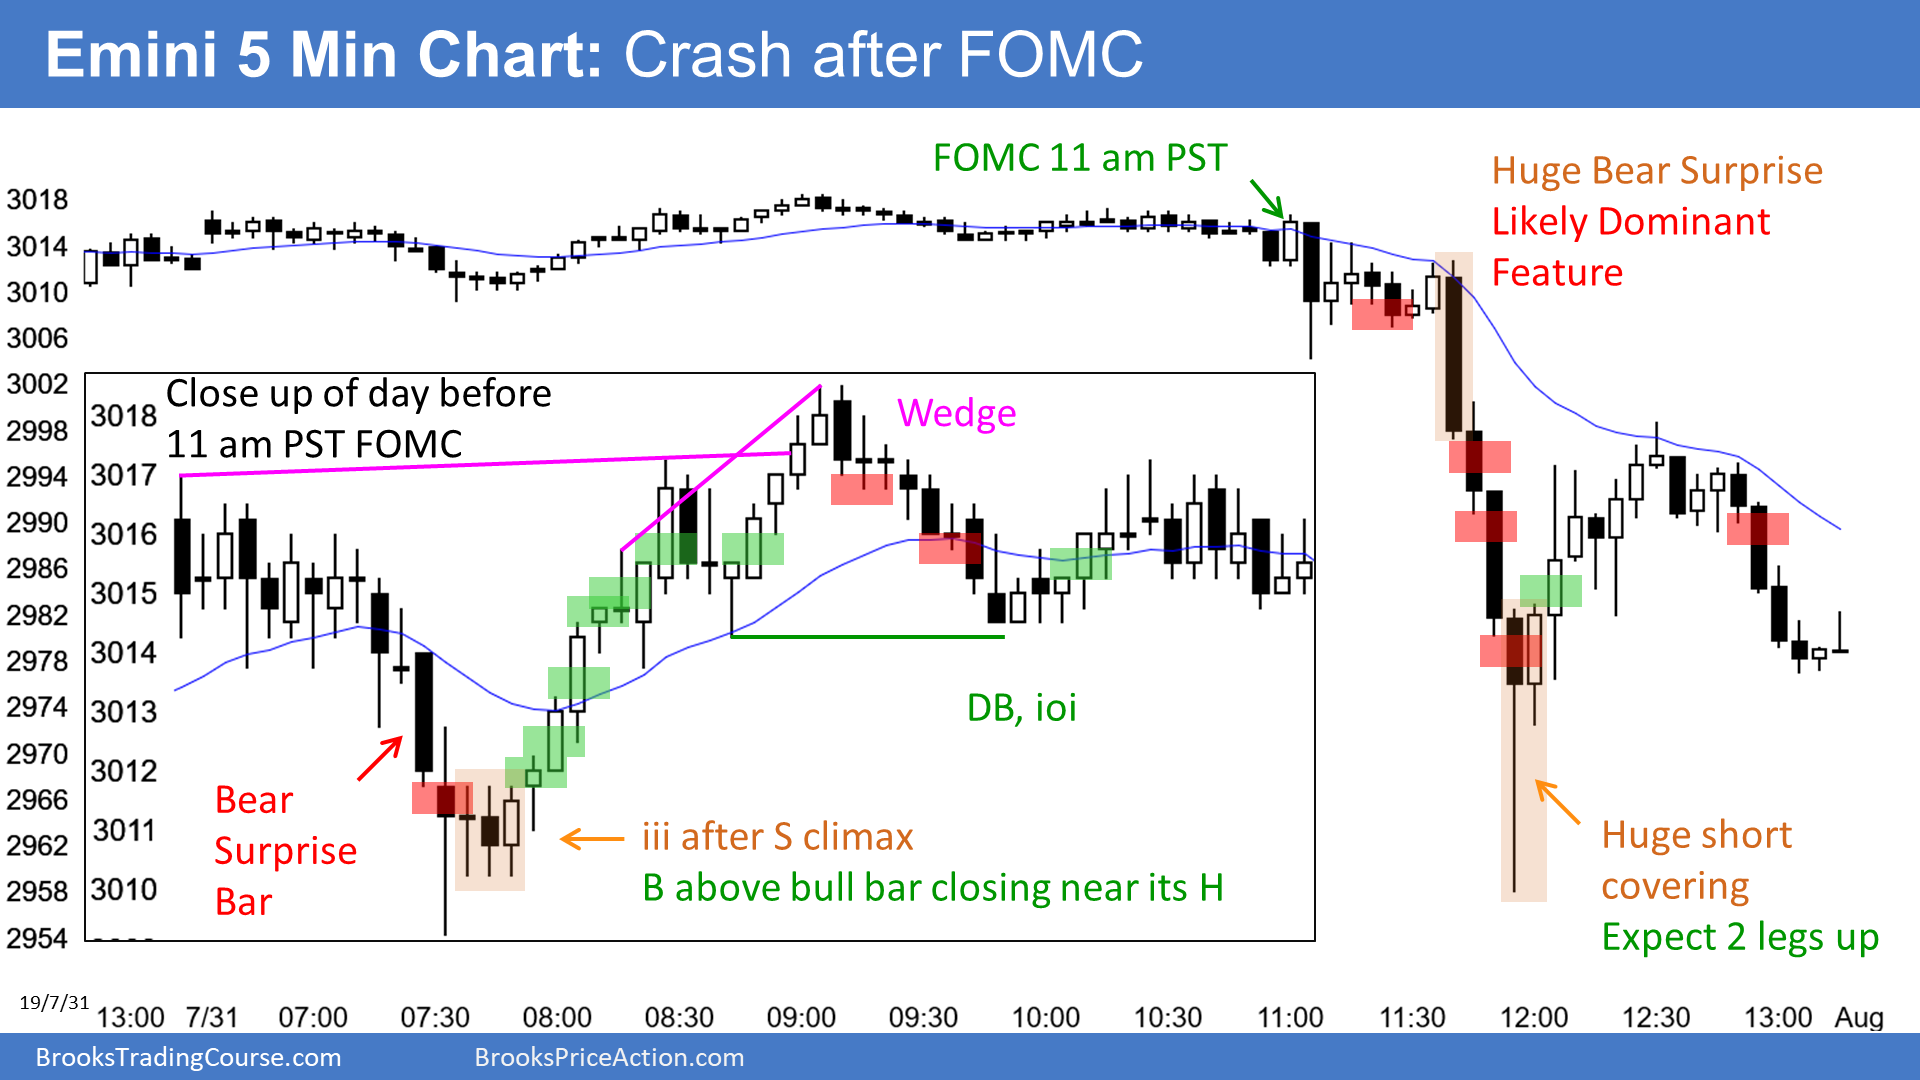 Emini 5 Min Chart: Crash after FOMC
FOMC 11 am PST
Huge Bear Surprise
Likely Dominant
Feature
3018
3014
3010
3006
3002
2998
2994
2990
2986
2982
2978
2974
2970
2966
2962
2958
2954
Close up of day before
11 am PST FOMC
3018
3017
3016
3015
3014
3013
3012
3011
3010
Wedge
DB, ioi
Bear
Surprise
Bar
iii after S climax
B above bull bar closing near its H
Huge short
covering
Expect 2 legs up
19/7/31
13:00 7/31 07:00 07:30 08:00 08:30 09:00 09:30 10:00 10:30 11:00 11:30 12:00 12:30 13:00 Aug
BrooksTradingCourse.com BrooksPriceAction.com